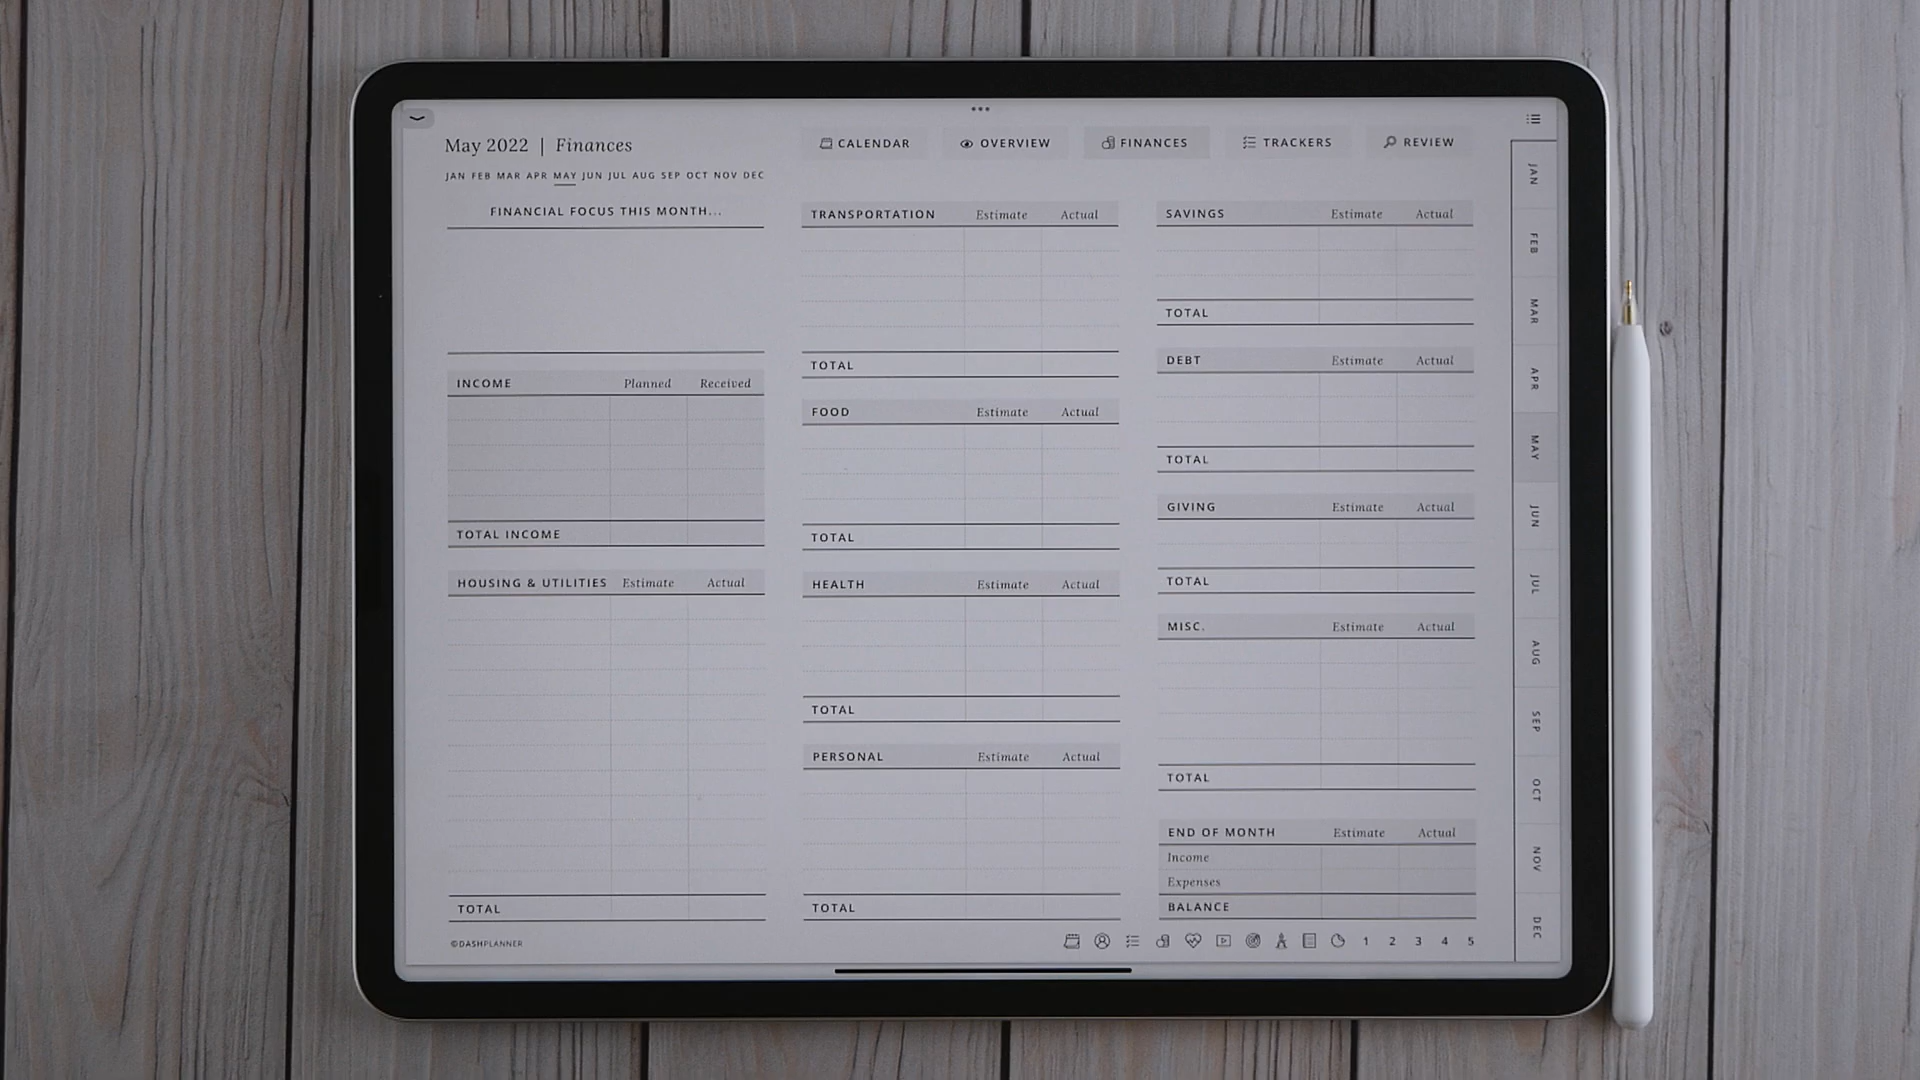 May 2022 | Finances
JAN FEB MAR APR MAY JUN JUL AUG SEP OCT NOV DEC
CALENDAR OVERVIEW FINANCES TRACKERS REVIEW
FINANCIAL FOCUS THIS MONTH...
INCOME Planned Received
TOTAL INCOME
HOUSING & UTILITIES Estimate Actual
TOTAL
©DASHPLANNER
TRANSPORTATION Estimate Actual
TOTAL
FOOD Estimate Actual
TOTAL
HEALTH Estimate Actual
TOTAL
PERSONAL Estimate Actual
TOTAL
SAVINGS Estimate Actual
TOTAL
DEBT Estimate Actual
TOTAL
GIVING Estimate Actual
TOTAL
MISC. Estimate Actual
TOTAL
END OF MONTH Estimate Actual
Income
Expenses
BALANCE
1 2 3 4 5
JAN
FEB
MAR
APR
MAY
JUN
JUL
AUG
SEP
OCT
NOV
DEC